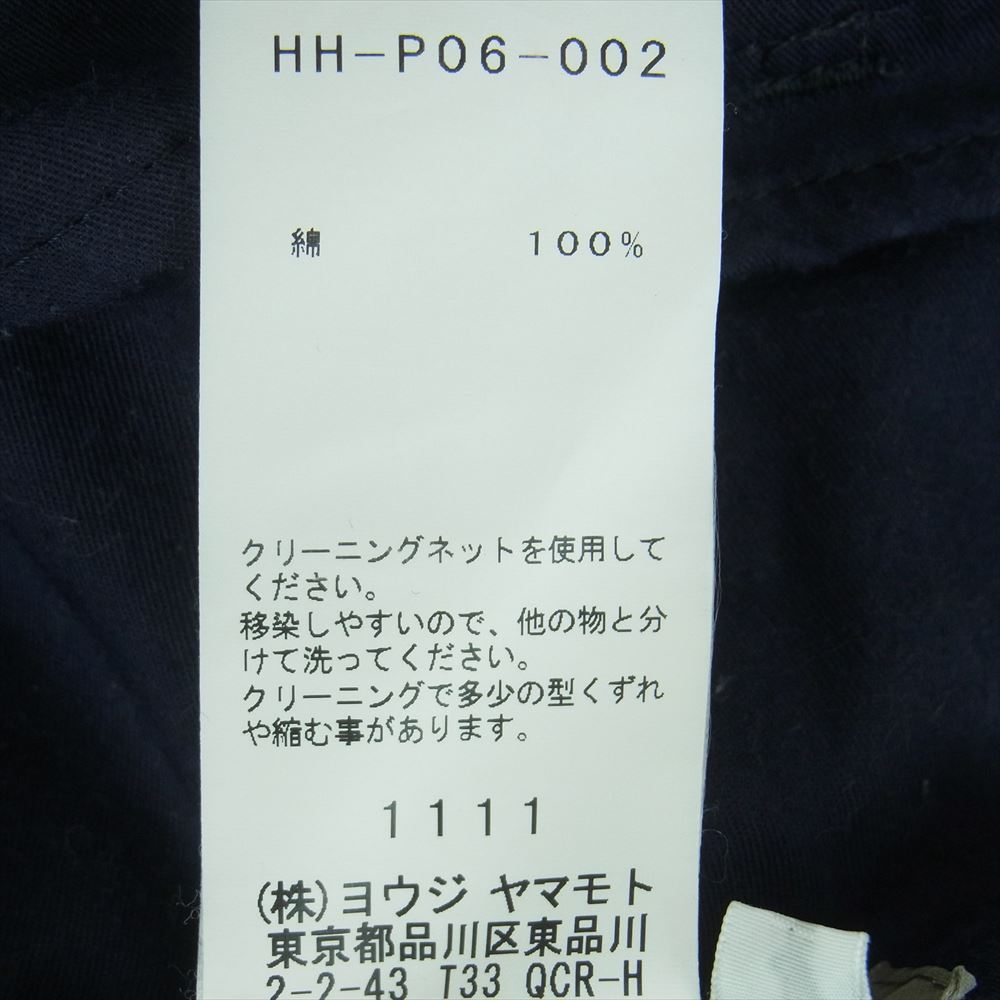 HH-P06-002
綿 100%
クリーニングネットを使用して
ください。
移染しやすいので、他の物と分
けて洗ってください。
クリーニングで多少の型くずれ
や縮む事があります。
1111
(株)ヨウジ ヤマモト
東京都品川区東品川
2-2-43 T33 QCR-H